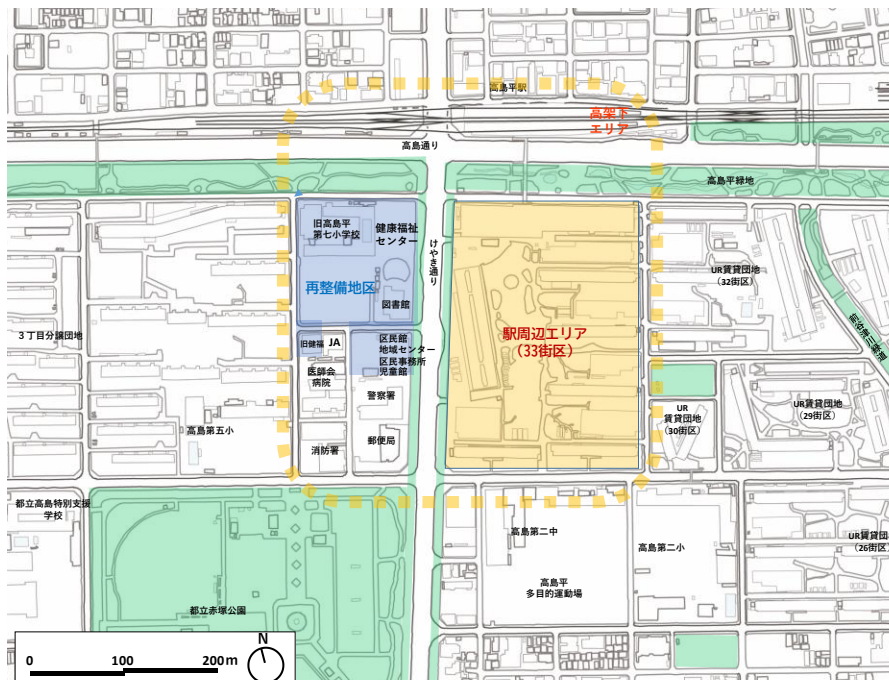 高島平駅
高架下
エリア
高島通り
高島平緑地
旧高島平
第七小学校
健康福祉
センター
けやき通り
再整備地区
図書館
UR賃貸団地
(32街区)
前谷津川緑道
3丁目分譲団地
旧健福
JA
区民館
地域センター
区民事務所
児童館
医師会
病院
駅周辺エリア
(33街区)
警察署
UR
賃貸団地
(30街区)
UR賃貸団地
(29街区)
高島第五小
消防署
郵便局
都立高島特別支援
学校
高島第二中
高島第二小
UR賃貸団
(26街区)
高島平
多目的運動場
都立赤塚公園
N
0 100 200m